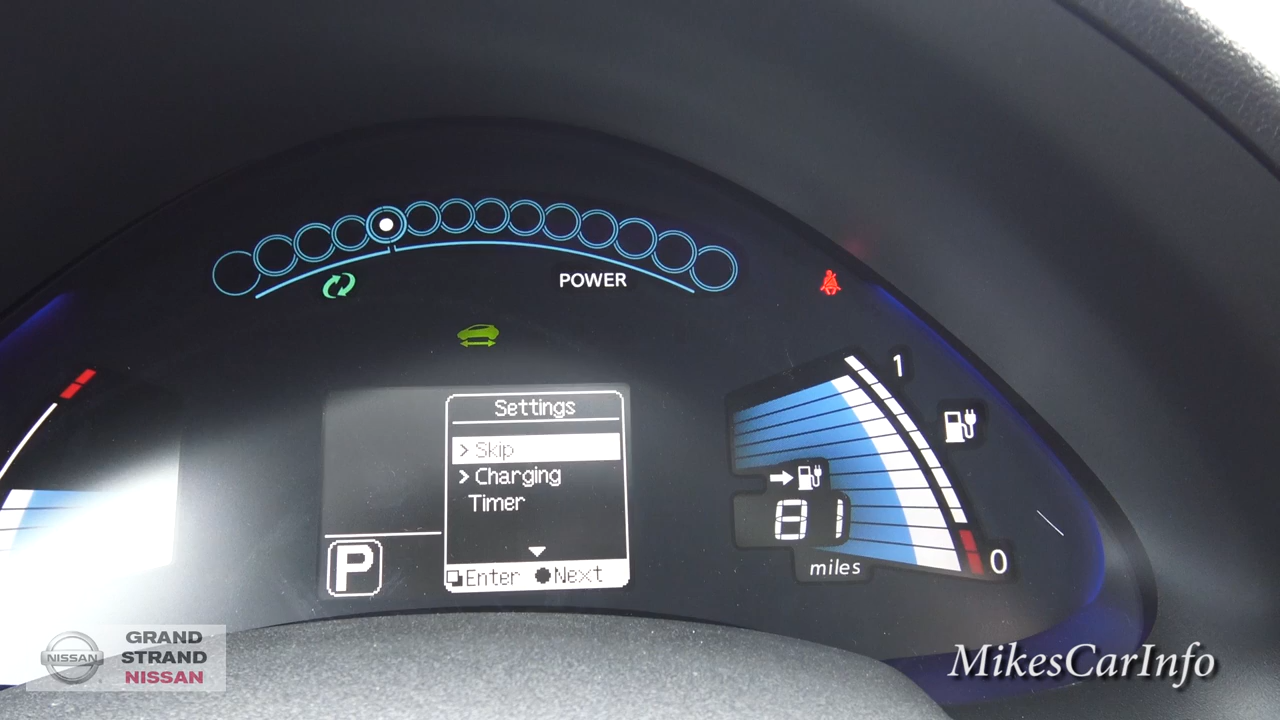 POWER
Settings
> Skip
> Charging
Timer
Enter Next
P
1
81
miles
0
NISSAN
GRAND
STRAND
NISSAN
MikesCarInfo